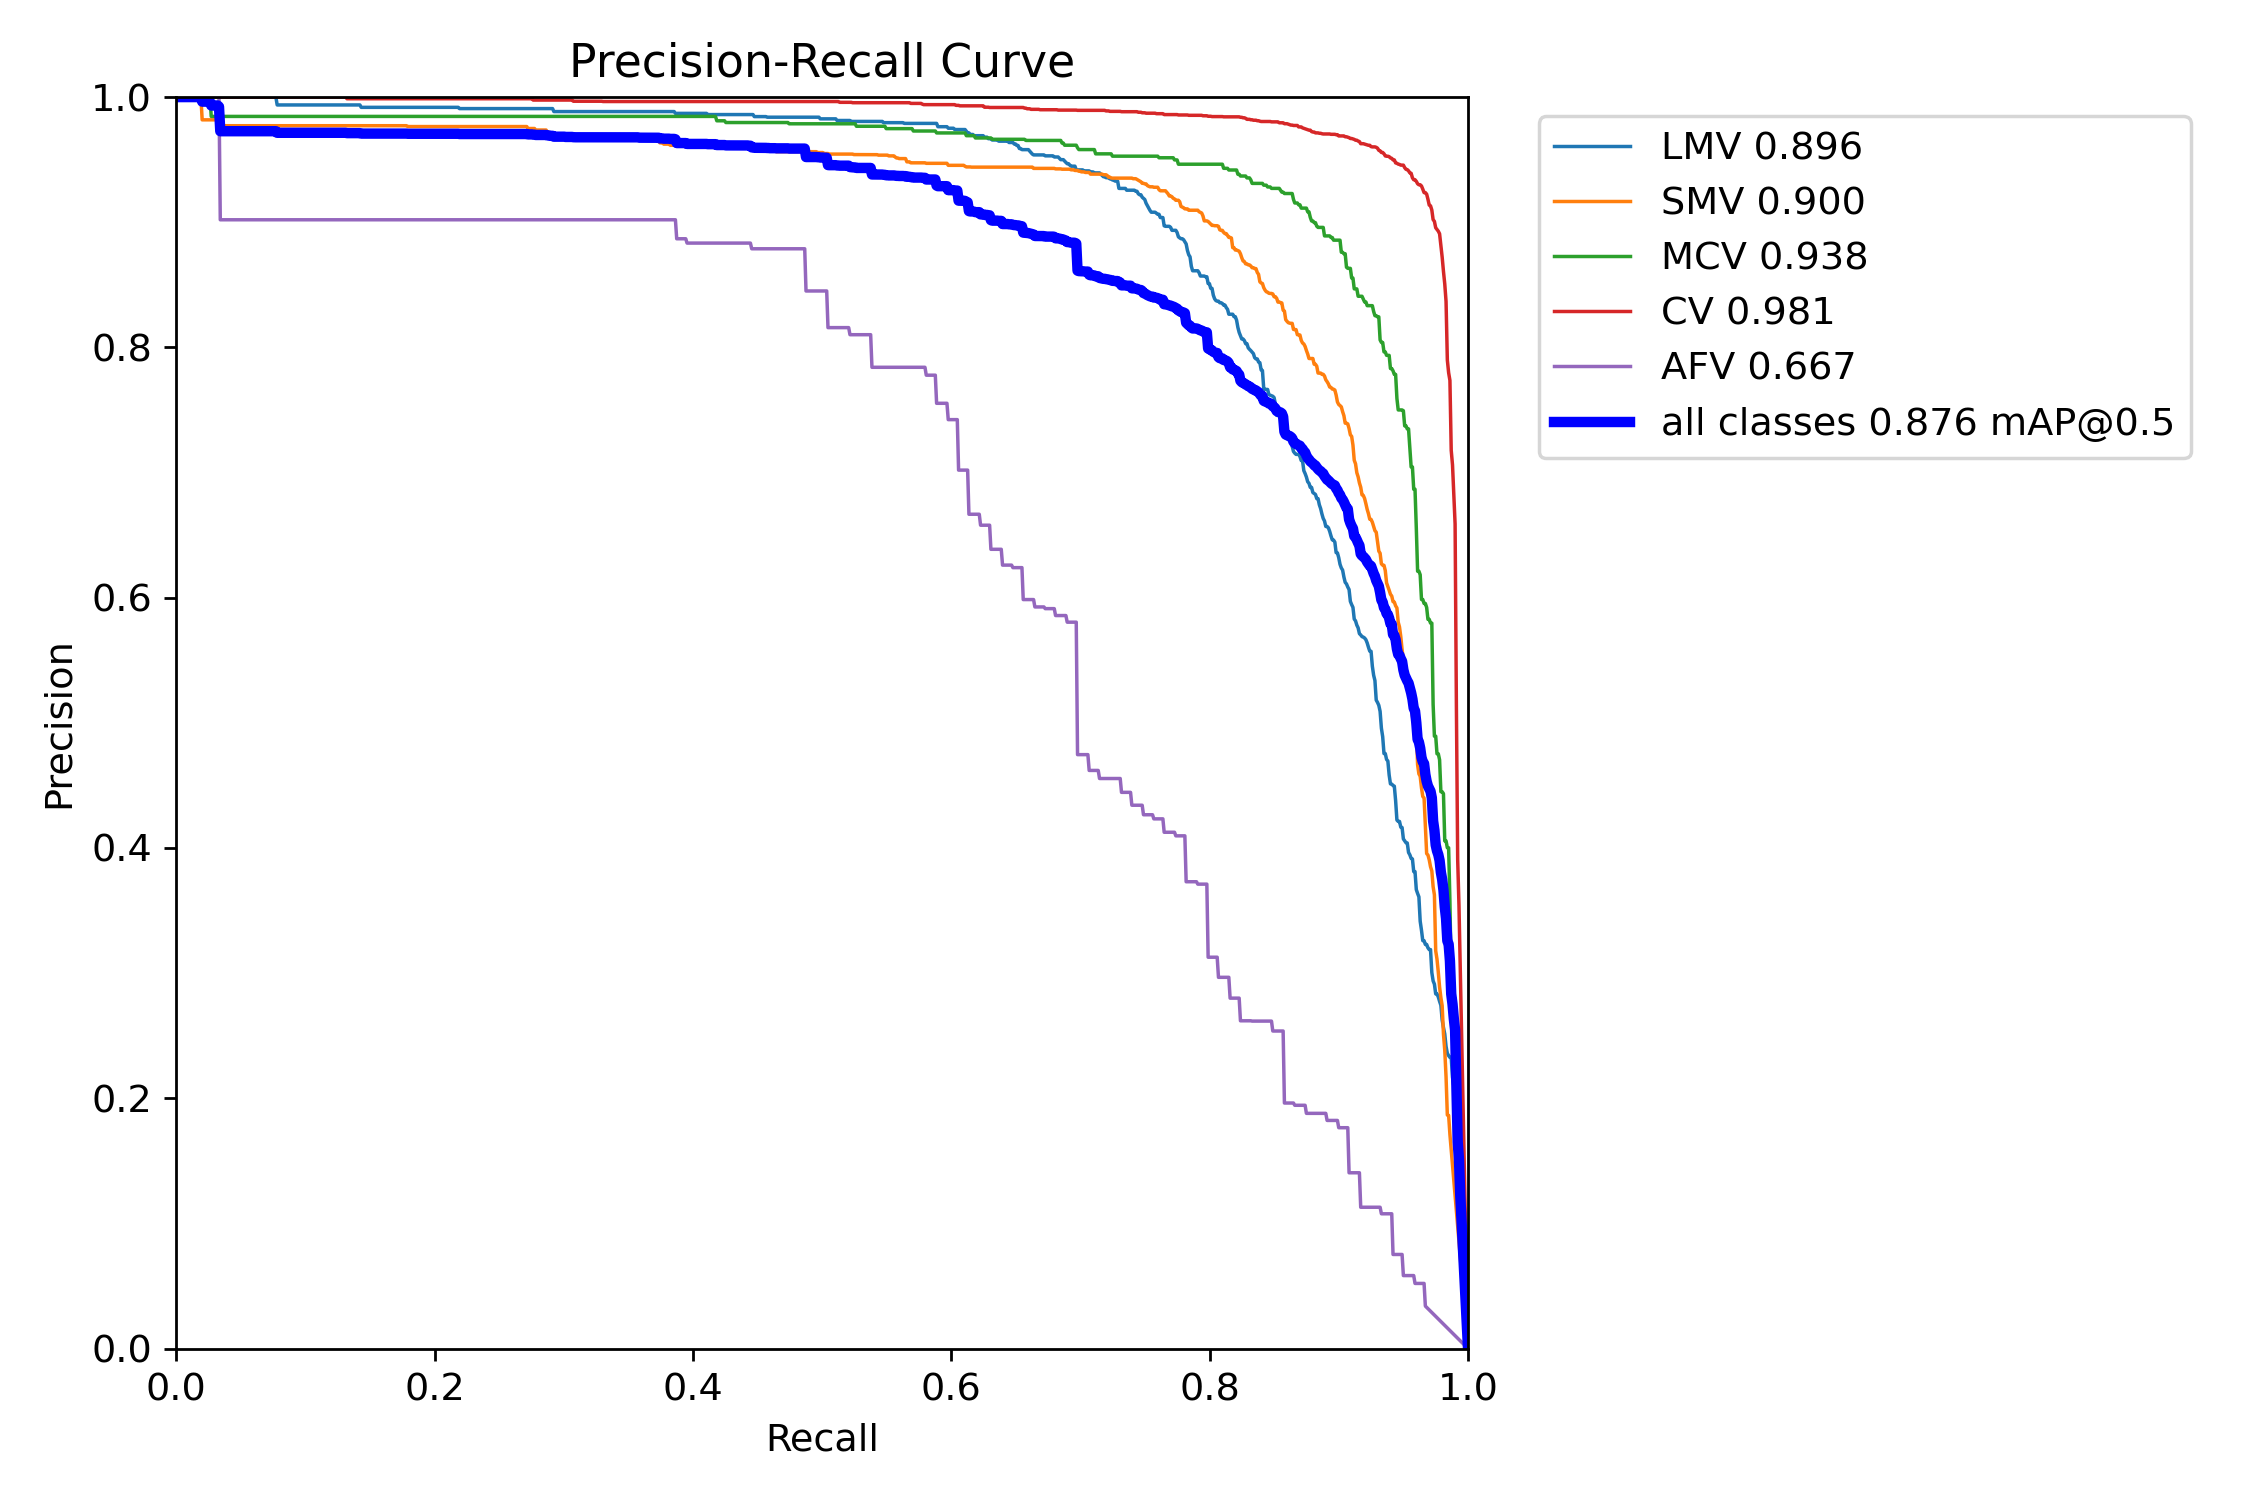 Precision-Recall Curve
1.0
0.8
0.6
0.4
0.2
0.0
Precision
0.0 0.2 0.4 0.6 0.8 1.0
Recall
LMV 0.896
SMV 0.900
MCV 0.938
CV 0.981
AFV 0.667
all classes 0.876 mAP@0.5